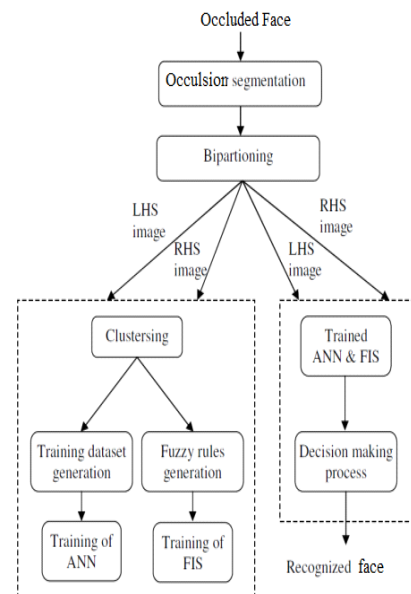 Occluded Face
Occulsion segmentation
Bipartioning
LHS
image
RHS
image
LHS
image
RHS
image
Clustersing
Training dataset
generation
Fuzzy rules
generation
Training of
ANN
Training of
FIS
Trained
ANN & FIS
Decision making
process
Recognized face